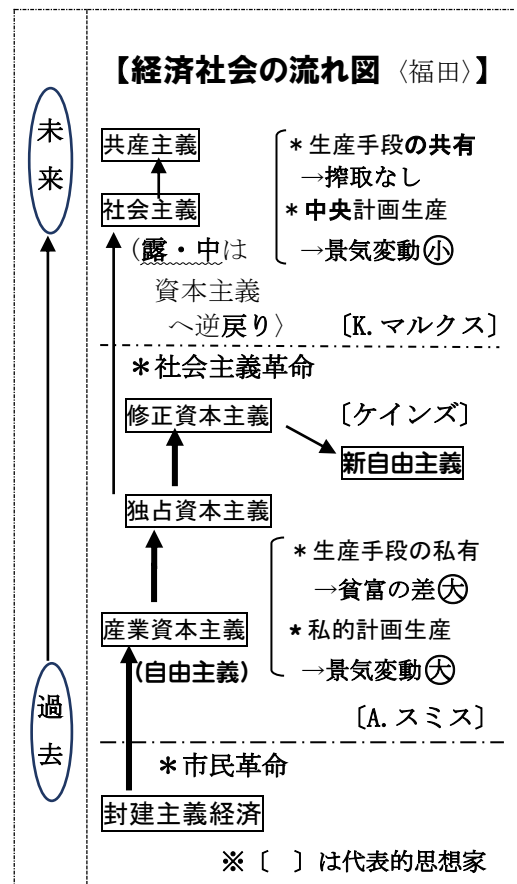 【経済社会の流れ図〈福田〉】
未来
共産主義
*生産手段の共有
→搾取なし
社会主義
*中央計画生産
→景気変動㊤小
(露・中は
資本主義
へ逆戻り〉
〔K.マルクス〕
*社会主義革命
修正資本主義
〔ケインズ〕
新自由主義
独占資本主義
*生産手段の私有
→貧富の差大
産業資本主義
*私的計画生産
(自由主義)
→景気変動大
〔A.スミス〕
過去
*市民革命
封建主義経済
※〔 〕は代表的思想家